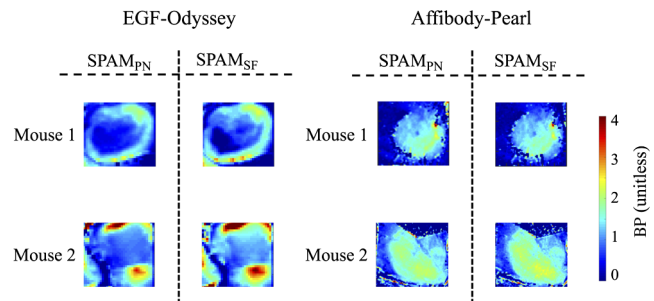 EGF-Odyssey Affibody-Pearl
SPAM_PN SPAM_SF SPAM_PN SPAM_SF
Mouse 1 Mouse 1
Mouse 2 Mouse 2
4
3
2
1
0
BP (unitless)